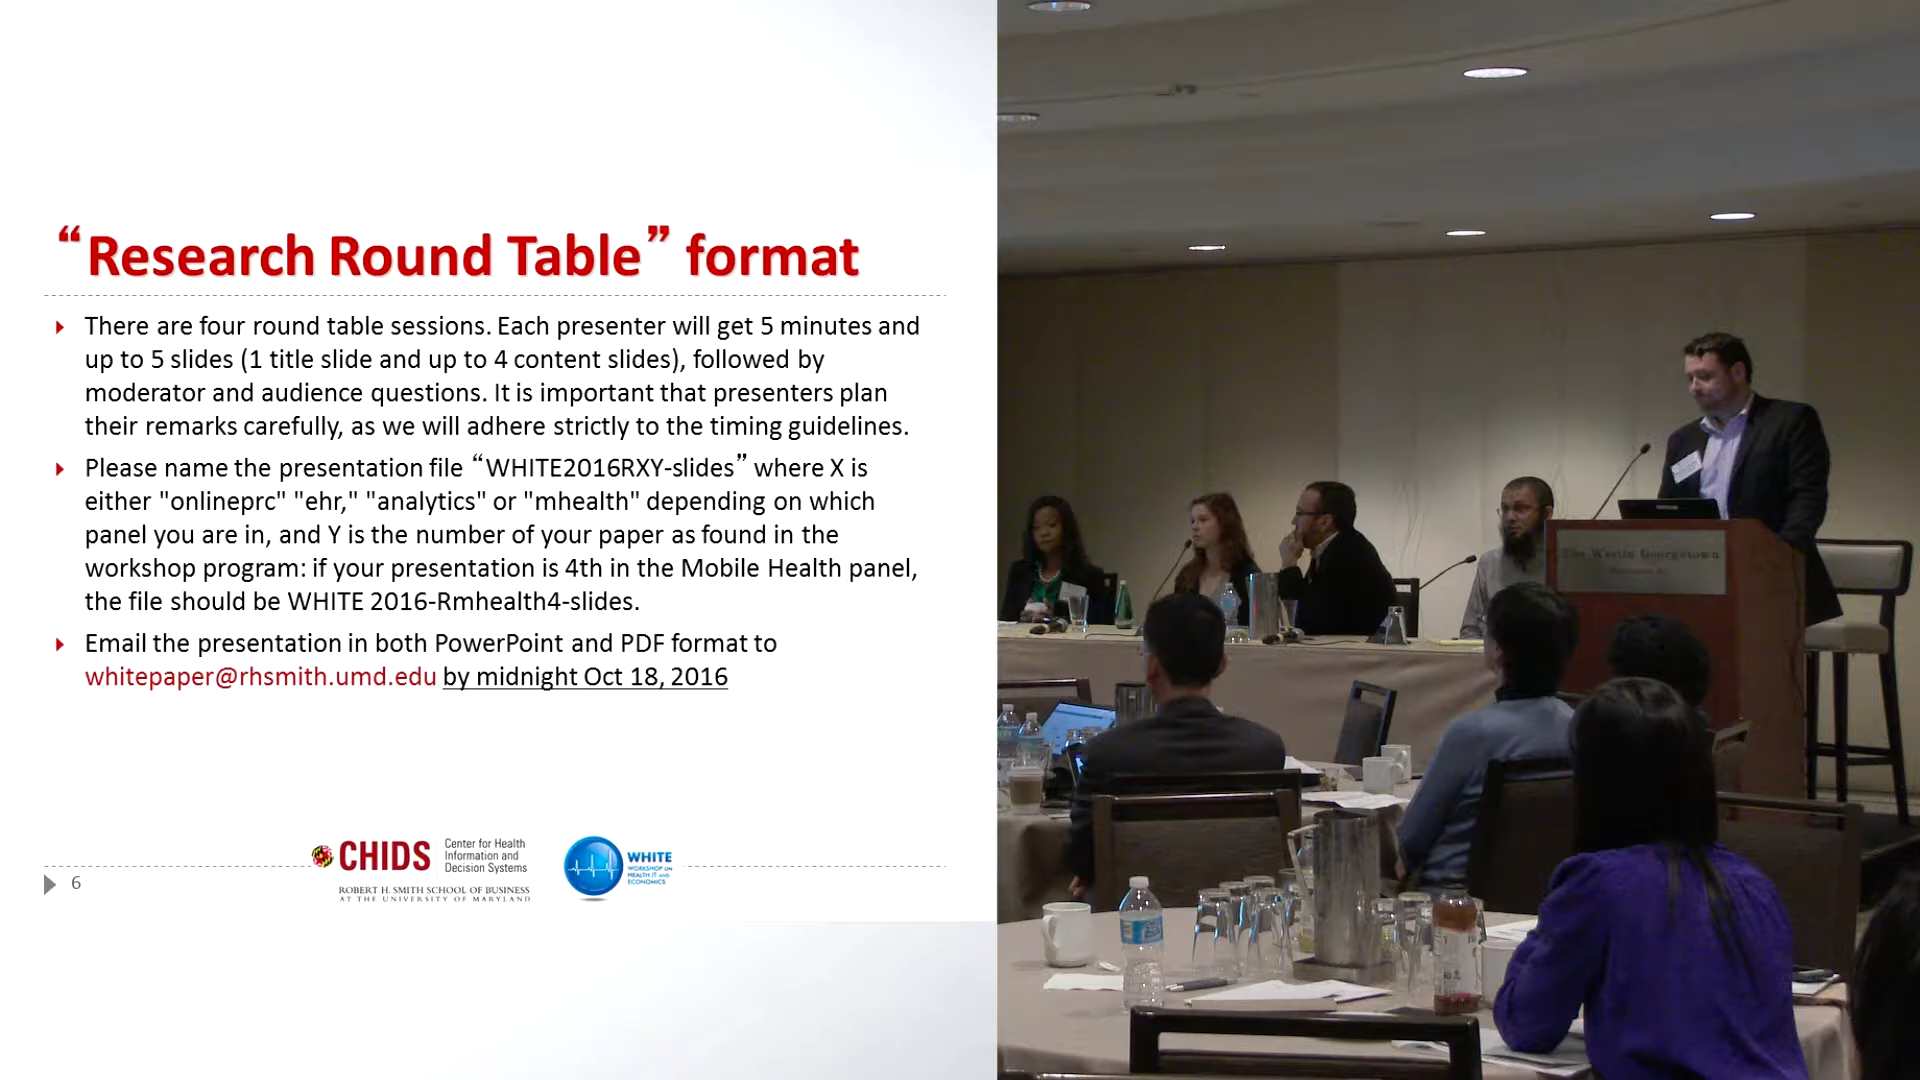 “Research Round Table” format
There are four round table sessions. Each presenter will get 5 minutes and
up to 5 slides (1 title slide and up to 4 content slides), followed by
moderator and audience questions. It is important that presenters plan
their remarks carefully, as we will adhere strictly to the timing guidelines.
Please name the presentation file “WHITE2016RXY-slides” where X is
either "onlineprc" "ehr," "analytics" or "mhealth" depending on which
panel you are in, and Y is the number of your paper as found in the
workshop program: if your presentation is 4th in the Mobile Health panel,
the file should be WHITE 2016-Rmhealth4-slides.
Email the presentation in both PowerPoint and PDF format to
whitepaper@rhsmith.umd.edu by midnight Oct 18, 2016
CHIDS
Center for Health
Information and
Decision Systems
ROBERT H. SMITH SCHOOL OF BUSINESS
AT THE UNIVERSITY OF MARYLAND
WHITE
WORKSHOP ON
HEALTH IT AND
ECONOMICS
6
The Westin Georgetown